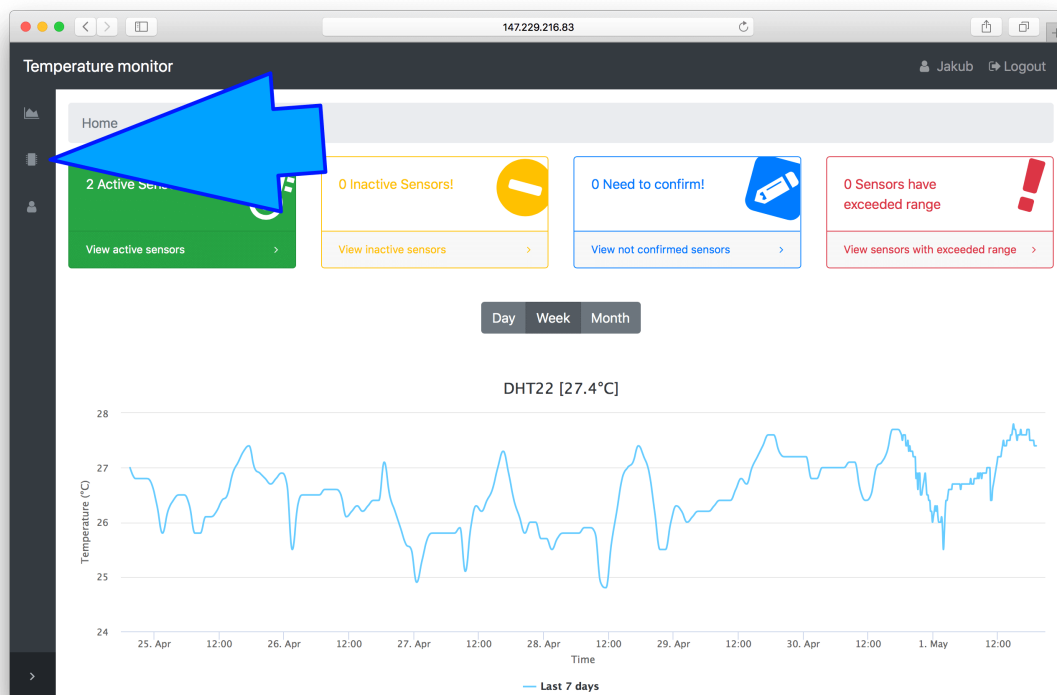 147.229.216.83
Temperature monitor
Jakub
Logout
Home
2 Active
0 Inactive Sensors!
0 Need to confirm!
0 Sensors have
exceeded range
View active sensors
View inactive sensors
View not confirmed sensors
View sensors with exceeded range
Day Week Month
DHT22 [27.4°C]
28
27
26
25
24
Temperature (°C)
25. Apr 12:00 26. Apr 12:00 27. Apr 12:00 28. Apr 12:00 29. Apr 12:00 30. Apr 12:00 1. May 12:00
Time
Last 7 days